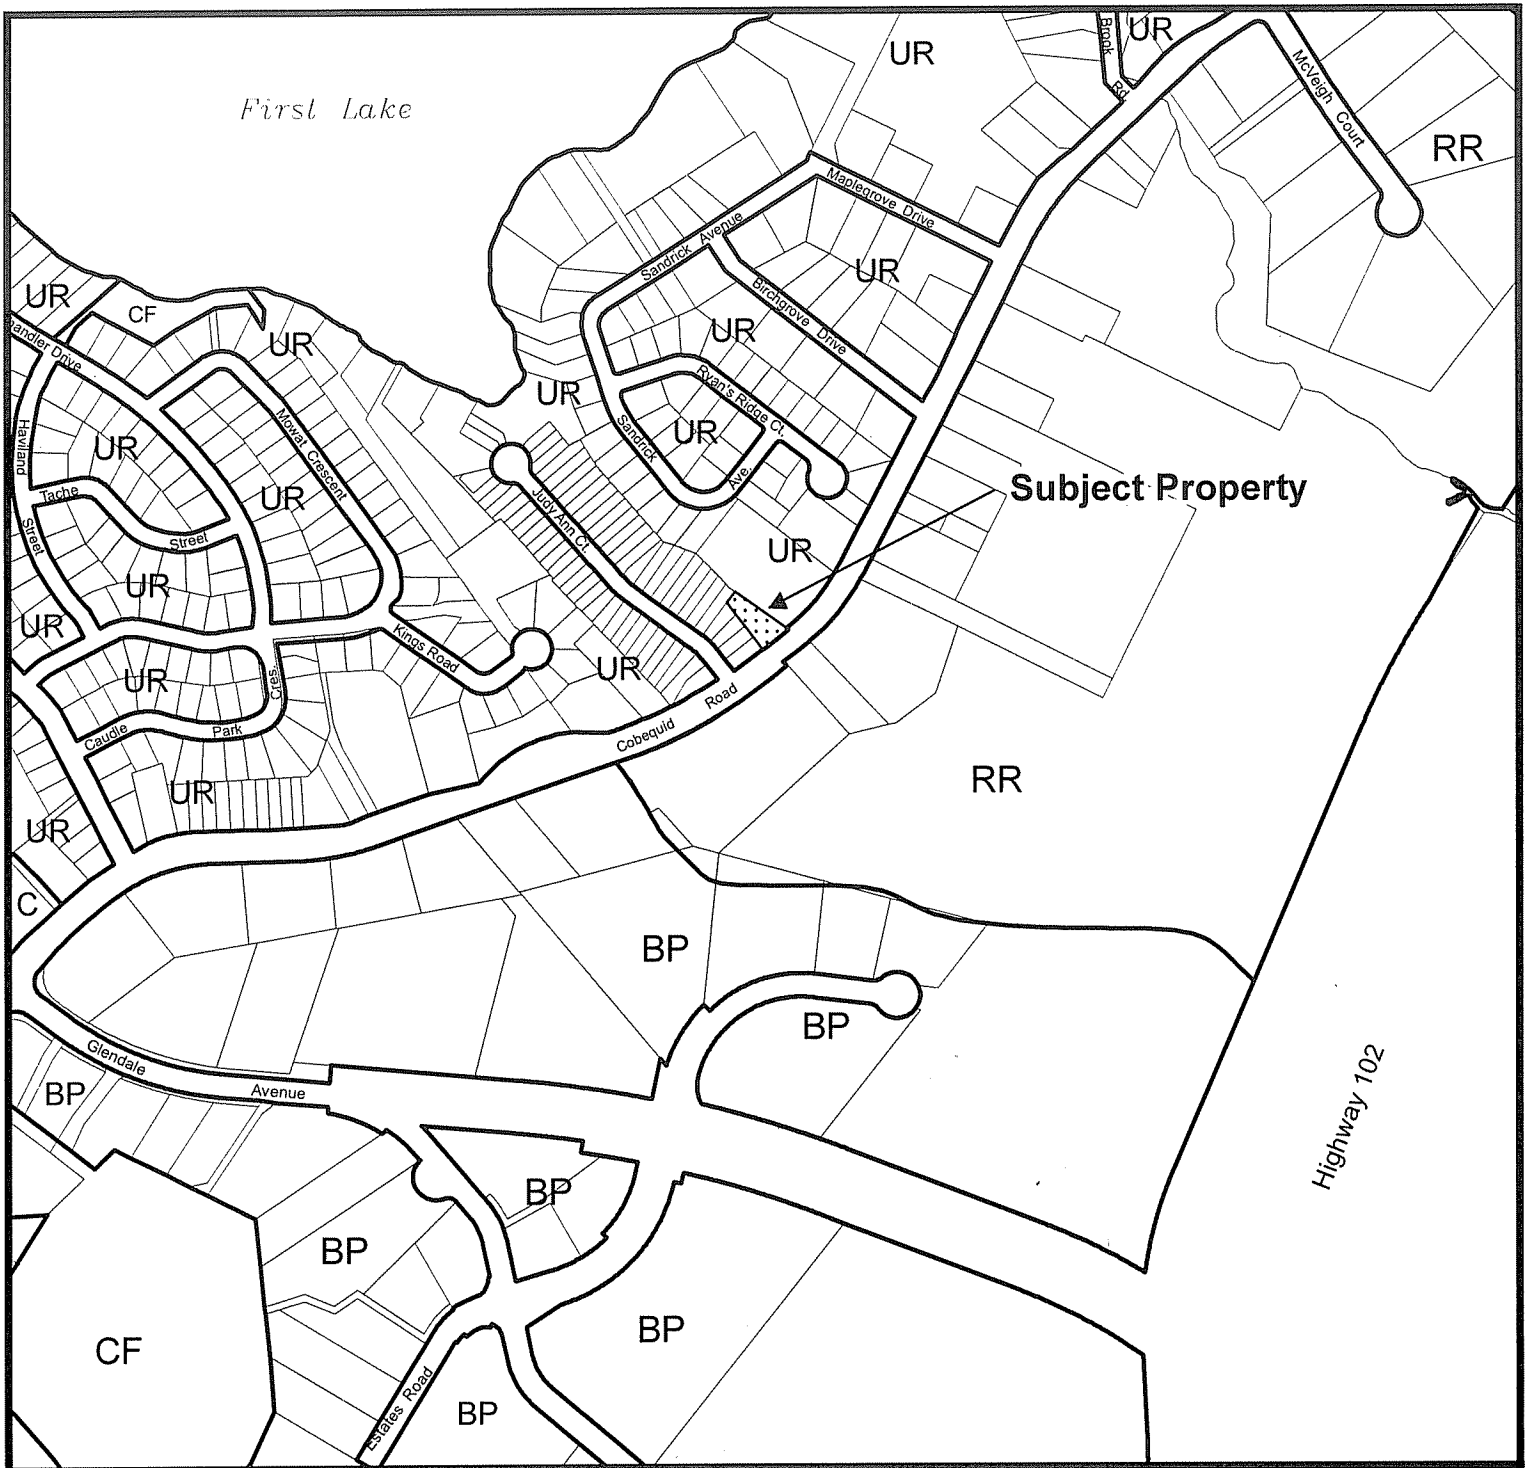 UR
UR
Brook
Rd
McVeigh Court
First Lake
RR
Maplegrove Drive
Sandrick Avenue
UR
Birchgrove Drive
UR
CF
UR
UR
UR
Ryan's Ridge Ct.
UR
Sandrick
Ave.
Mowat Crescent
Haviland
Street
UR
UR
Tache
Street
Judy Ann Ct.
Subject Property
UR
UR
UR
Kings Road
UR
UR
Cres.
Caudle
Park
Cobequid Road
RR
UR
UR
C
BP
BP
Glendale
Avenue
BP
Highway 102
BP
BP
BP
CF
Estates Road
BP